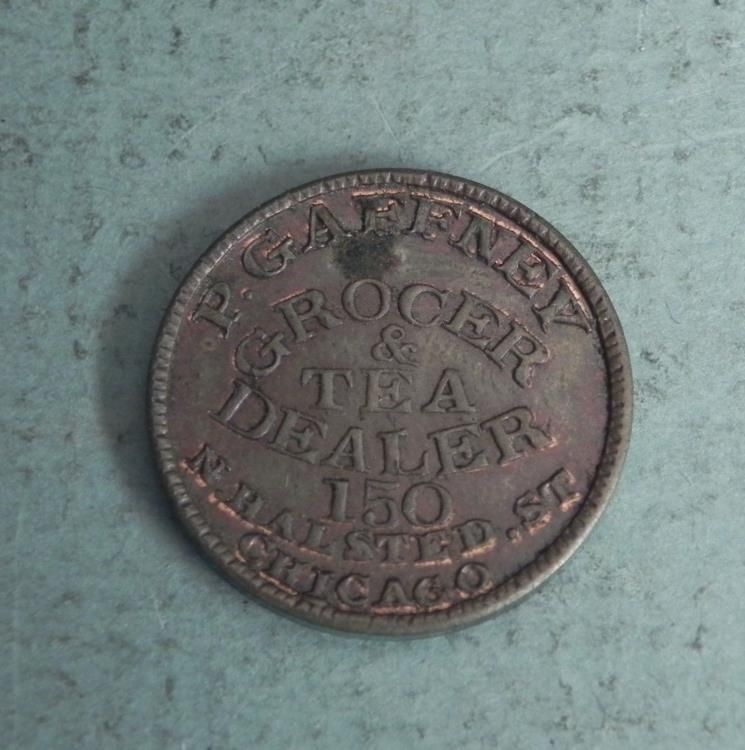 P. GAFFNEY
GROCER
&
TEA
DEALER
150
N. HALSTED. ST
CHICAGO